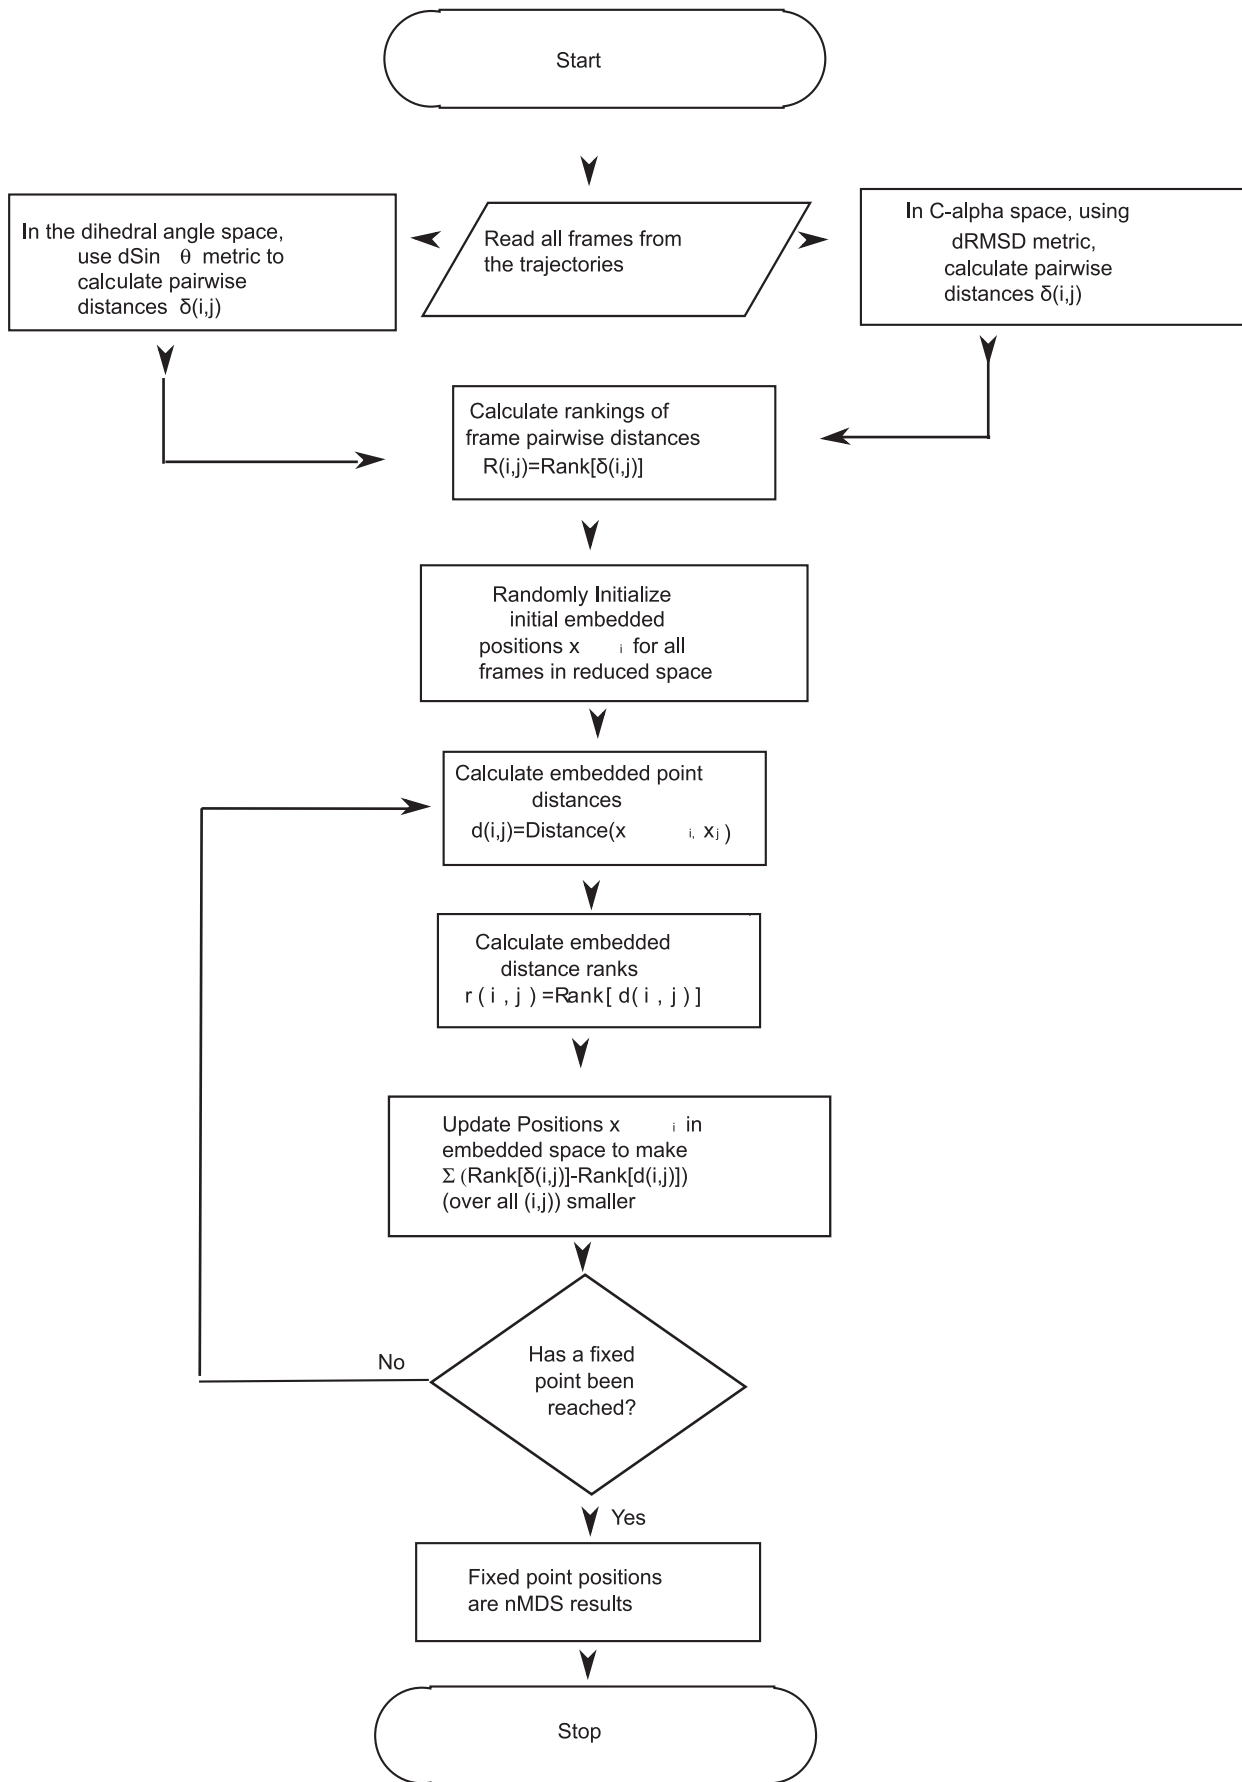 Start
In the dihedral angle space,
use dSin θ metric to
calculate pairwise
distances δ(i,j)
Read all frames from
the trajectories
In C-alpha space, using
dRMSD metric,
calculate pairwise
distances δ(i,j)
Calculate rankings of
frame pairwise distances
R(i,j)=Rank[δ(i,j)]
Randomly Initialize
initial embedded
positions x i for all
frames in reduced space
Calculate embedded point
distances
d(i,j)=Distance(x i, xj )
Calculate embedded
distance ranks
r ( i , j ) =Rank[ d( i , j ) ]
Update Positions x i in
embedded space to make
Σ (Rank[δ(i,j)]-Rank[d(i,j)])
(over all (i,j)) smaller
No
Has a fixed
point been
reached?
Yes
Fixed point positions
are nMDS results
Stop